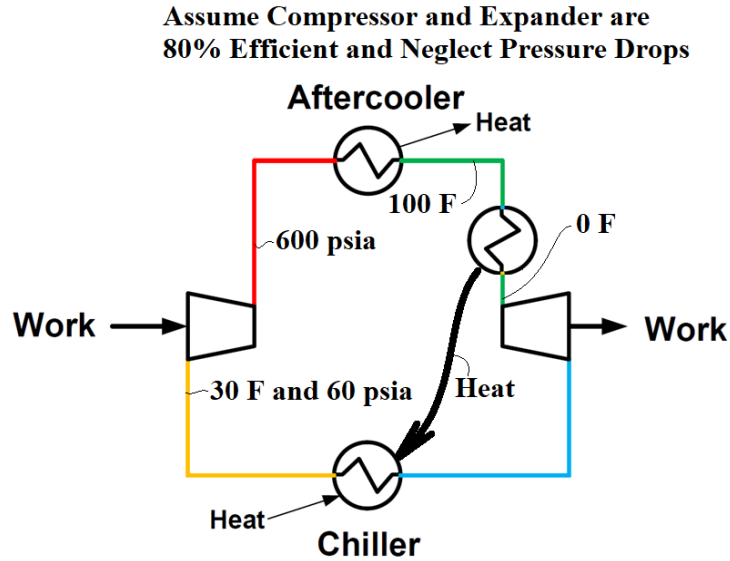 Assume Compressor and Expander are
80% Efficient and Neglect Pressure Drops
Aftercooler
Heat
100 F
0 F
600 psia
Work
Work
30 F and 60 psia
Heat
Heat
Chiller